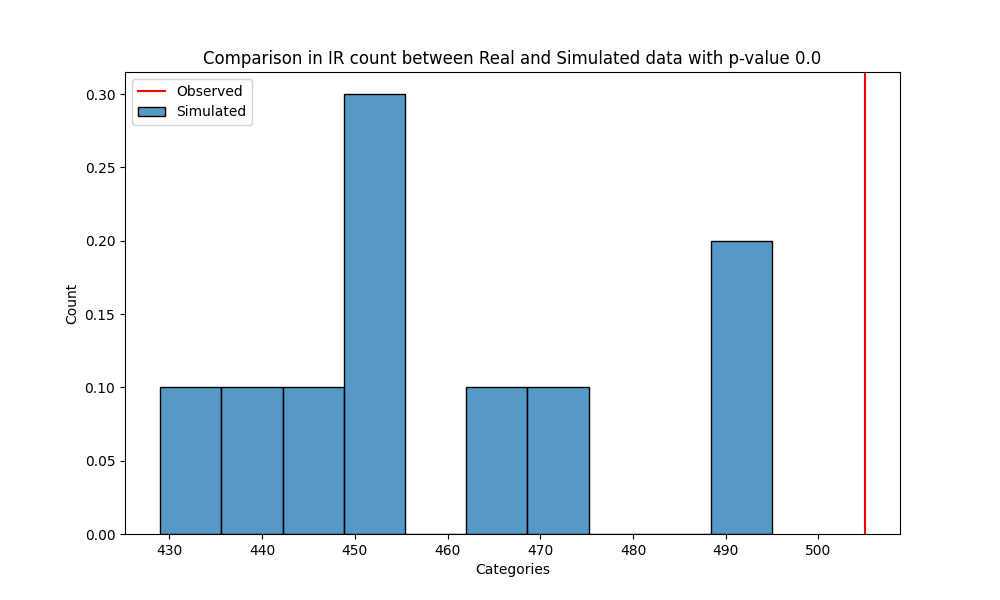 Comparison in IR count between Real and Simulated data with p-value 0.0
Observed
Simulated
Count
0.30
0.25
0.20
0.15
0.10
0.05
0.00
430 440 450 460 470 480 490 500
Categories